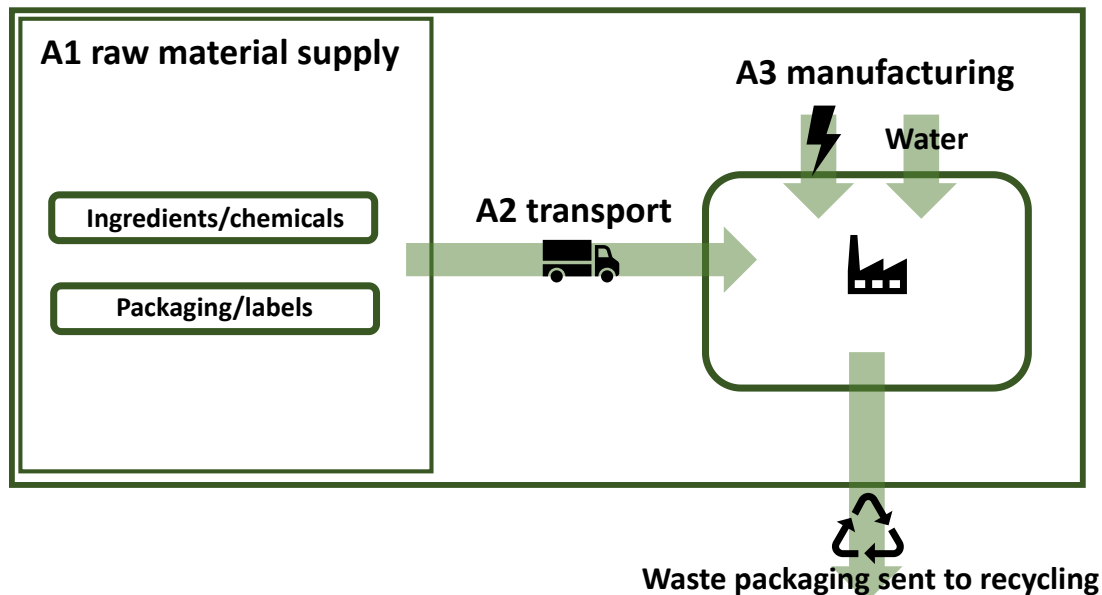 A1 raw material supply
A3 manufacturing
Water
Ingredients/chemicals
A2 transport
Packaging/labels
Waste packaging sent to recycling